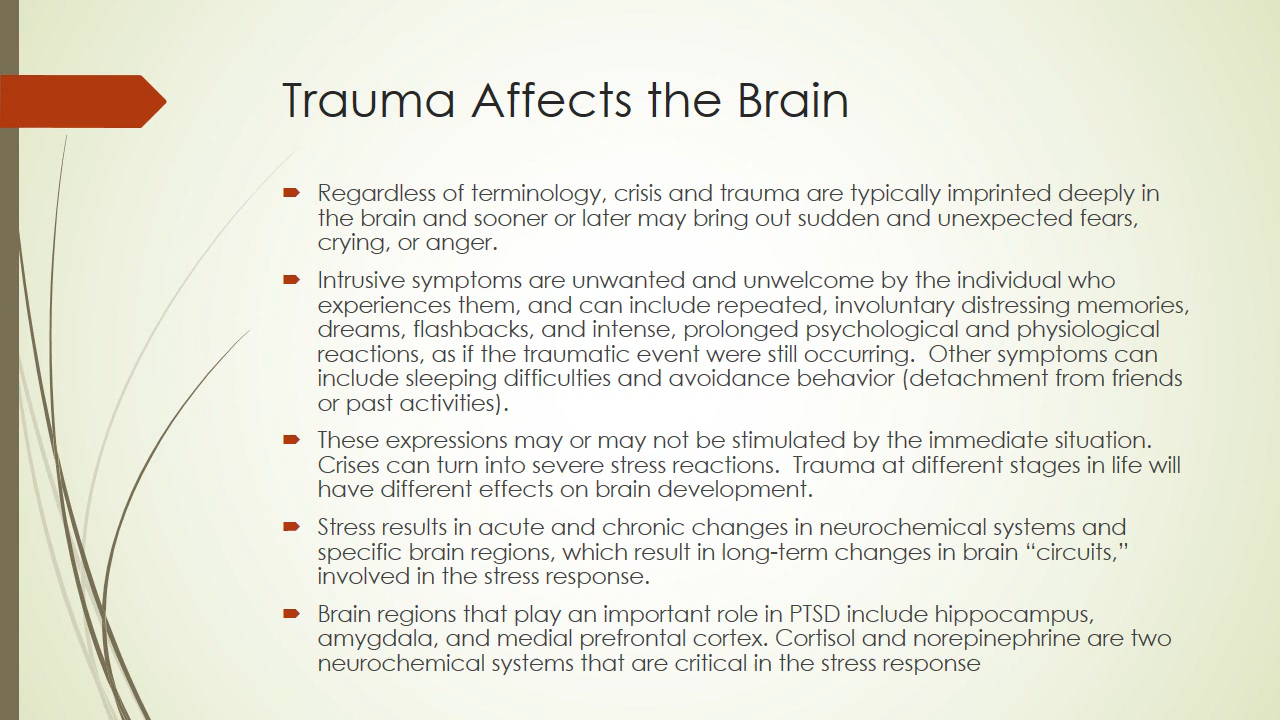 Trauma Affects the Brain
Regardless of terminology, crisis and trauma are typically imprinted deeply in
the brain and sooner or later may bring out sudden and unexpected fears,
crying, or anger.
Intrusive symptoms are unwanted and unwelcome by the individual who
experiences them, and can include repeated, involuntary distressing memories,
dreams, flashbacks, and intense, prolonged psychological and physiological
reactions, as if the traumatic event were still occurring.  Other symptoms can
include sleeping difficulties and avoidance behavior (detachment from friends
or past activities).
These expressions may or may not be stimulated by the immediate situation.
Crises can turn into severe stress reactions.  Trauma at different stages in life will
have different effects on brain development.
Stress results in acute and chronic changes in neurochemical systems and
specific brain regions, which result in long-term changes in brain “circuits,”
involved in the stress response.
Brain regions that play an important role in PTSD include hippocampus,
amygdala, and medial prefrontal cortex. Cortisol and norepinephrine are two
neurochemical systems that are critical in the stress response